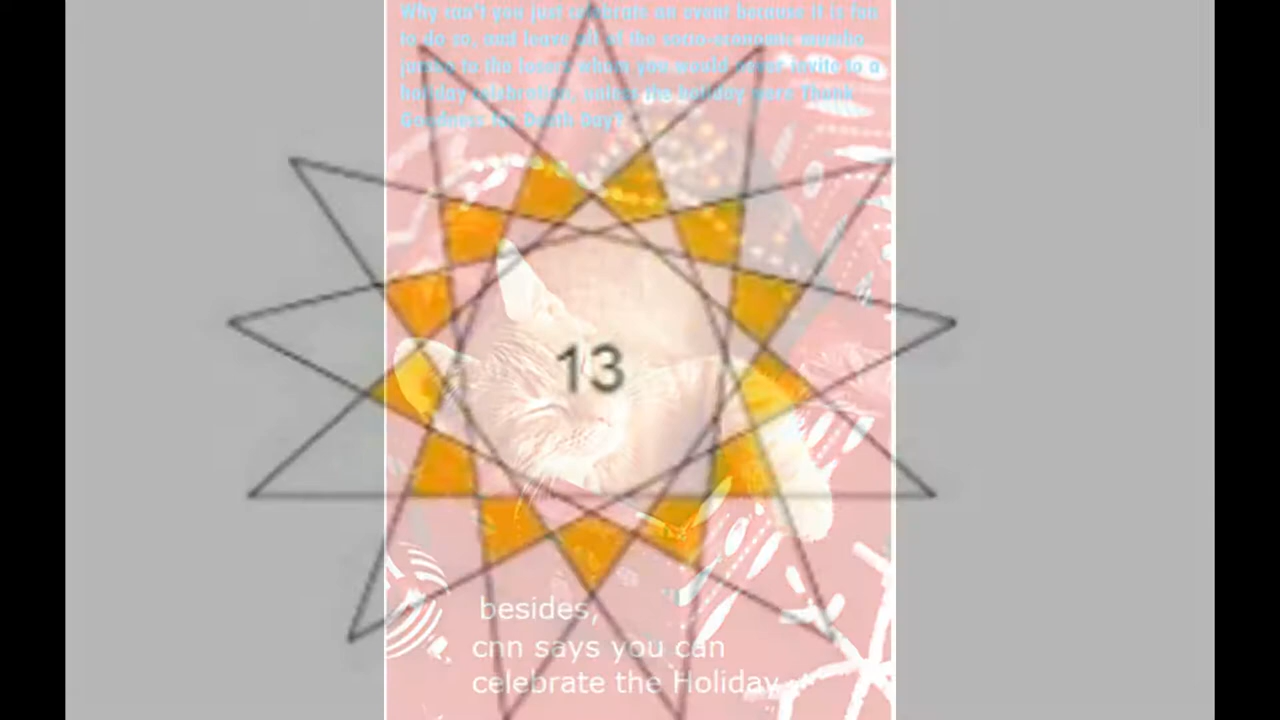 Why can't you just celebrate an event because it is fun
to do so, and leave all of the socio-economic mumbo
jumbo to the losers whom you would never invite to a
holiday celebration, unless the holiday were Thank
Goodness for Death Day?
13
besides,
cnn says you can
celebrate the Holiday